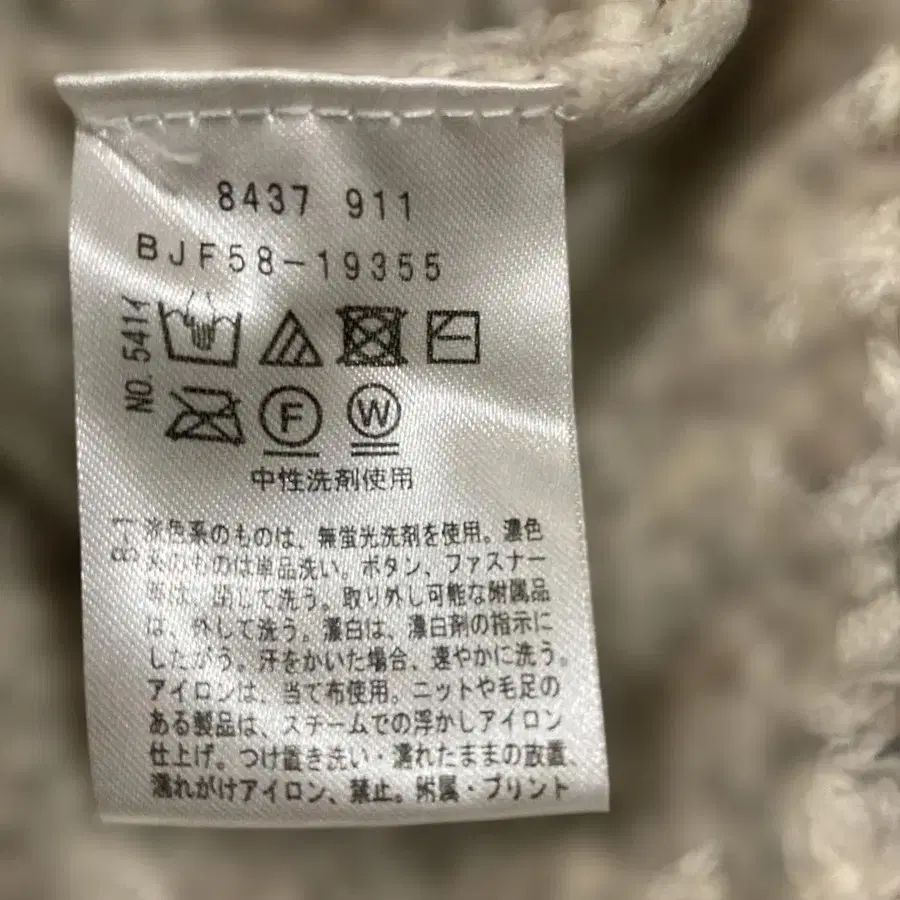 8437 911
BJF58-19355
NO. 5414
F W
中性洗剤使用
81
淡色系のものは、無蛍光洗剤を使用。濃色
系のものは単品洗い。ボタン、ファスナー
等は、閉じて洗う。取り外し可能な附属品
は、外して洗う。漂白は、漂白剤の指示に
したがう。汗をかいた場合、速やかに洗う。
アイロンは、当て布使用。ニットや毛足の
ある製品は、スチームでの浮かしアイロン
仕上げ。つけ置き洗い・濡れたままの放置、
濡れがけアイロン、禁止。附属・プリント